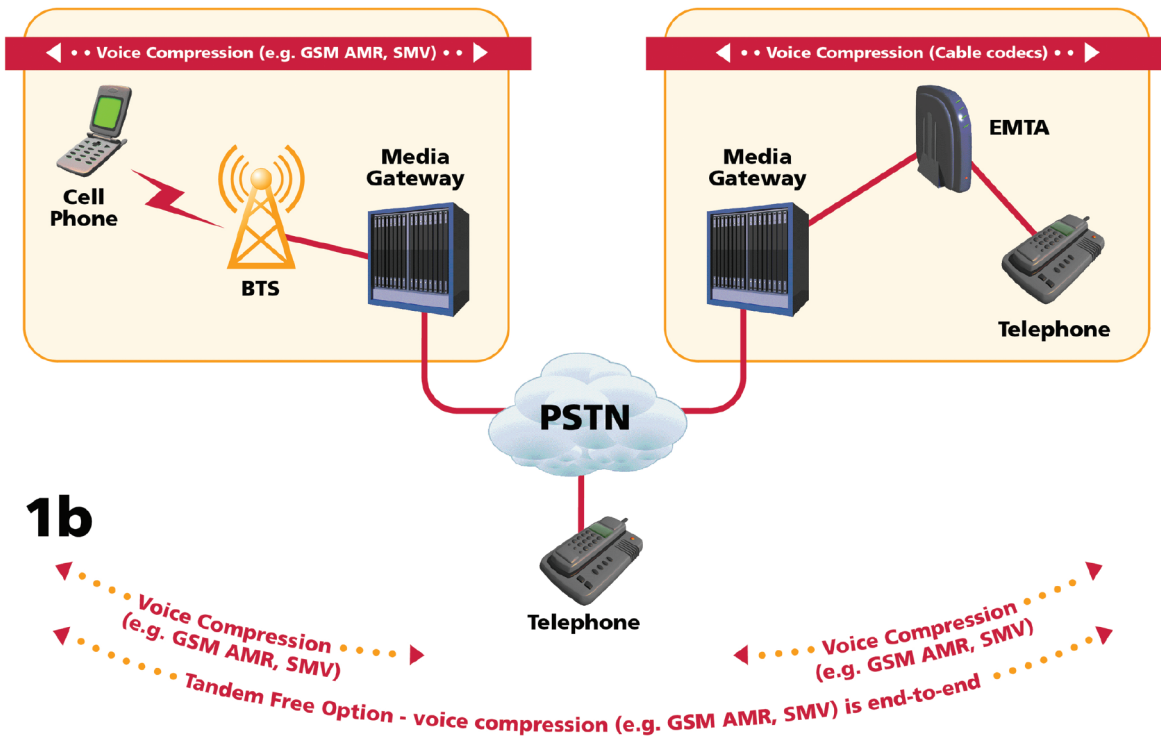 Voice Compression (e.g. GSM AMR, SMV)
Voice Compression (Cable codecs)
Cell
Phone
BTS
Media
Gateway
Media
Gateway
EMTA
Telephone
PSTN
Telephone
1b
Voice Compression
(e.g. GSM AMR, SMV)
Voice Compression
(e.g. GSM AMR, SMV)
Tandem Free Option - voice compression (e.g. GSM AMR, SMV) is end-to-end